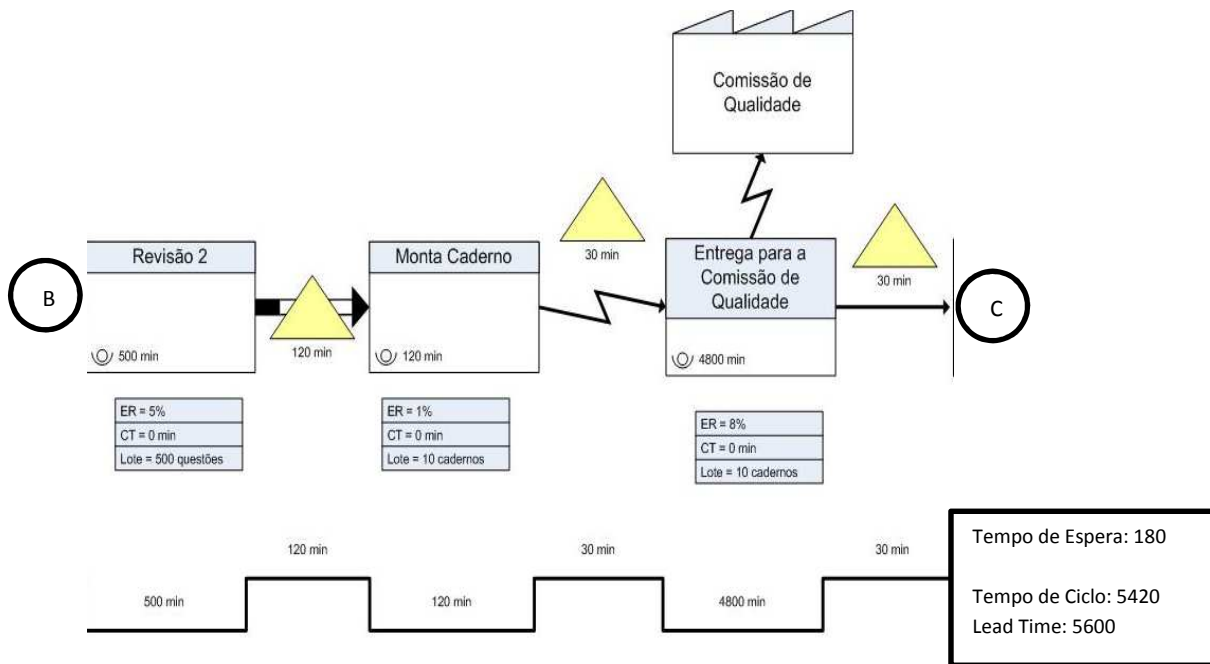 Comissão de
Qualidade
30 min
30 min
B
Revisão 2
500 min
120 min
Monta Caderno
120 min
Entrega para a
Comissão de
Qualidade
4800 min
C
ER = 5%
CT = 0 min
Lote = 500 questões
ER = 1%
CT = 0 min
Lote = 10 cadernos
ER = 8%
CT = 0 min
Lote = 10 cadernos
500 min
120 min
120 min
30 min
4800 min
30 min
Tempo de Espera: 180
Tempo de Ciclo: 5420
Lead Time: 5600